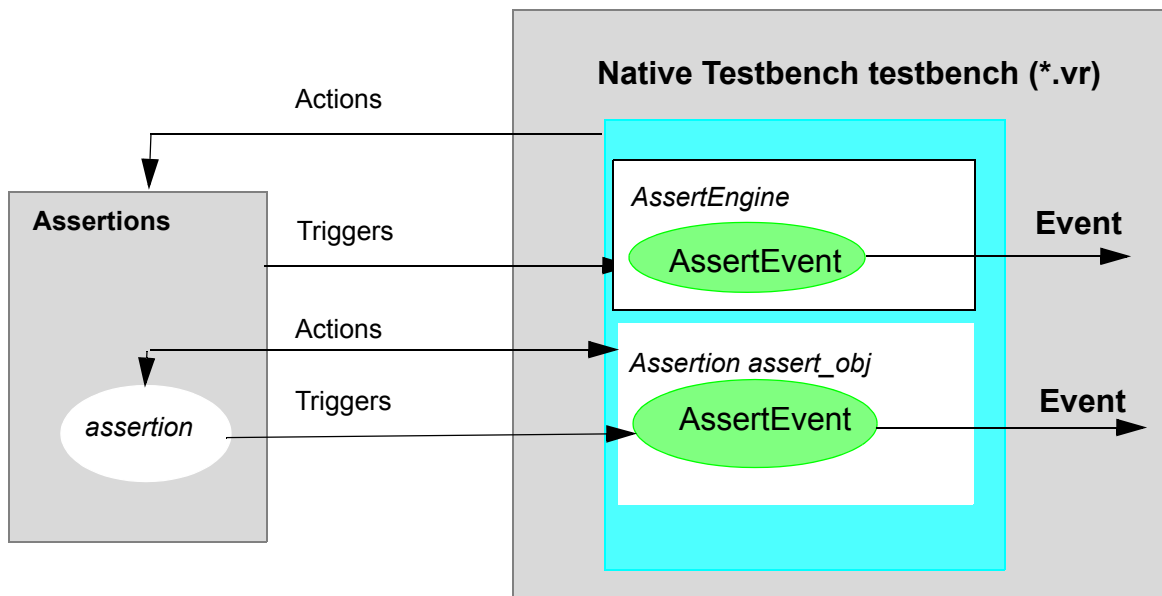 Native Testbench testbench (*.vr)
Actions
Assertions
AssertEngine
Triggers
AssertEvent
Event
Actions
Assertion assert_obj
Triggers
AssertEvent
Event
assertion